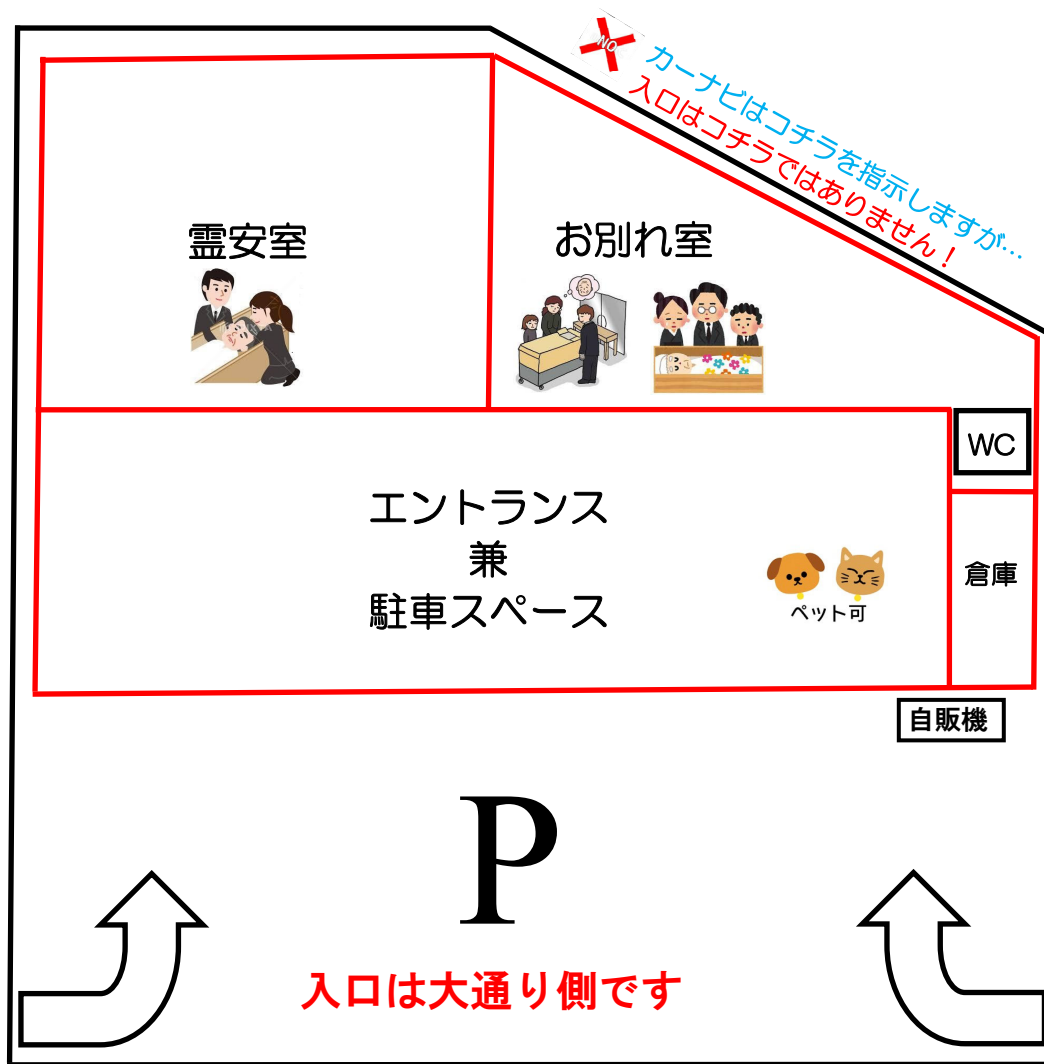 NO
カーナビはコチラを指示しますが…
入口はコチラではありません！
霊安室
お別れ室
WC
エントランス
兼
駐車スペース
倉庫
ペット可
自販機
P
入口は大通り側です